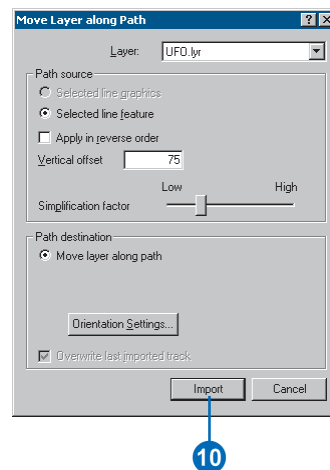 Move Layer along Path
Layer: UFO.lyr
Path source
Selected line graphics
Selected line feature
Apply in reverse order
Vertical offset 75
Low High
Simplification factor
Path destination
Move layer along path
Orientation Settings...
Overwrite last imported track
Import Cancel
10